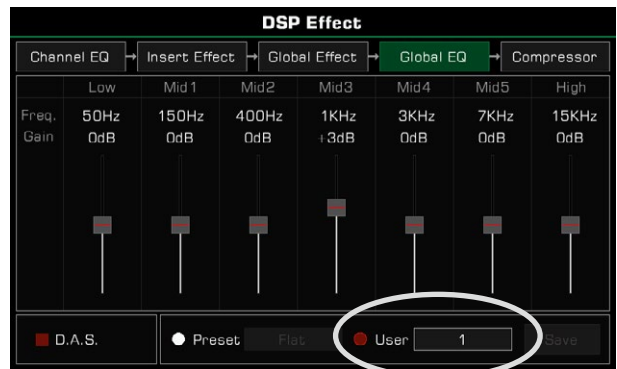 DSP Effect
Channel EQ → Insert Effect → Global Effect → Global EQ → Compressor
Low Mid1 Mid2 Mid3 Mid4 Mid5 High
Freq. 50Hz 150Hz 400Hz 1KHz 3KHz 7KHz 15KHz
Gain 0dB 0dB 0dB +3dB 0dB 0dB 0dB
D.A.S. Preset Flat User 1 Save